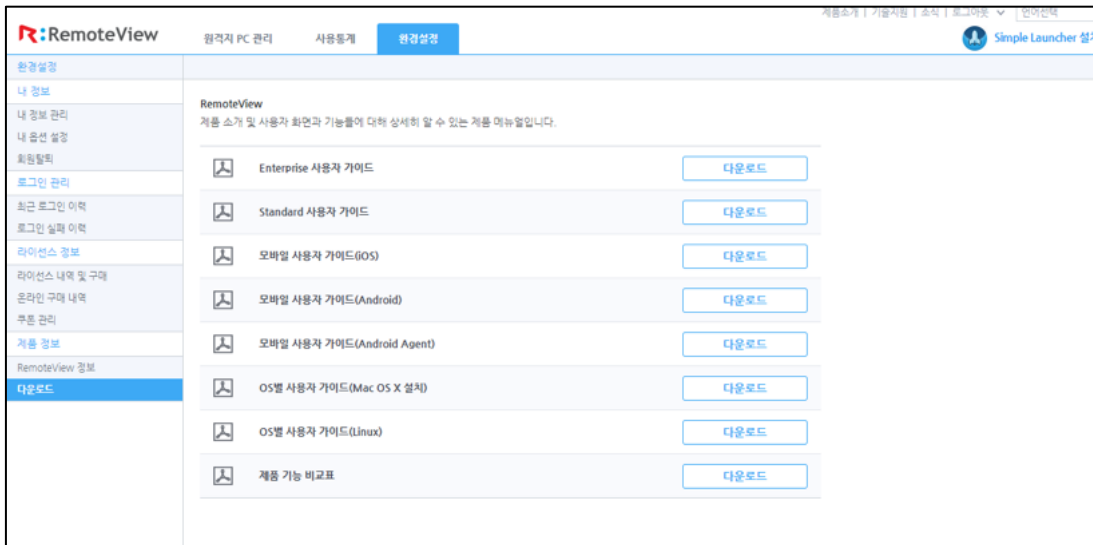 제품소개 | 기술지원 | 소식 | 로그아웃 언어선택
RemoteView 원격지 PC 관리 사용통계 환경설정 Simple Launcher
환경설정
내 정보
내 정보 관리
내 옵션 설정
회원탈퇴
로그인 관리
최근 로그인 이력
로그인 실패 이력
라이선스 정보
라이선스 내역 및 구매
온라인 구매 내역
쿠폰 관리
제품 정보
RemoteView 정보
다운로드
RemoteView
제품 소개 및 사용자 화면과 기능들에 대해 상세히 알 수 있는 제품 메뉴얼입니다.
Enterprise 사용자 가이드 다운로드
Standard 사용자 가이드 다운로드
모바일 사용자 가이드(iOS) 다운로드
모바일 사용자 가이드(Android) 다운로드
모바일 사용자 가이드(Android Agent) 다운로드
OS별 사용자 가이드(Mac OS X 설치) 다운로드
OS별 사용자 가이드(Linux) 다운로드
제품 기능 비교표 다운로드